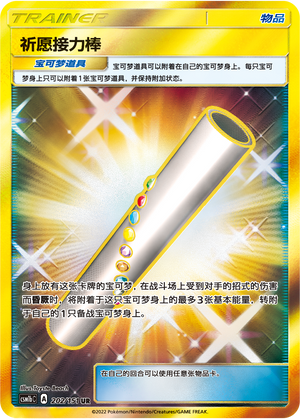 TRAINER
物品
祈愿接力棒
宝可梦道具
宝可梦道具可以附着在自己的宝可梦身上。每只宝可
梦身上只可以附着1张宝可梦道具,并保持附加状态。
身上放有这张卡牌的宝可梦,在战斗场上受到对手的招式的伤害
而昏厥时,将附着于这只宝可梦身上的最多3张基本能量,转附
于自己的1只备战宝可梦身上。
Illus.Toyste Beach
CSM1bC A 202/151 UR
在自己的回合可以使用任意张物品卡。
©2022 Pokémon/Nintendo/Creatures/GAME FREAK.